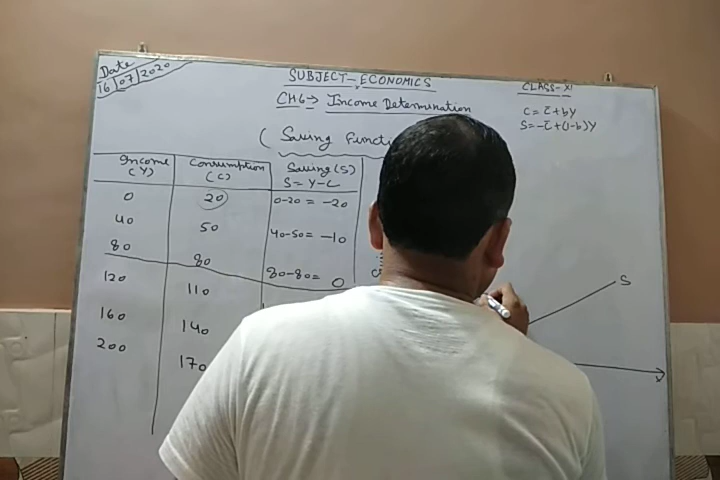 Date
16/07/2020
SUBJECT- ECONOMICS
CLASS-XI
CH6-> Income Determination
C = C̄ + bY
S = -C̄ + (1-b)Y
(Saving Functi
Income (Y)
Consumption (C)
Saving (S)
S = Y-C
0 20 0-20 = -20
40 50 40-50 = -10
80 80 80-80 = 0
120 110
160 140
200 170
S
X